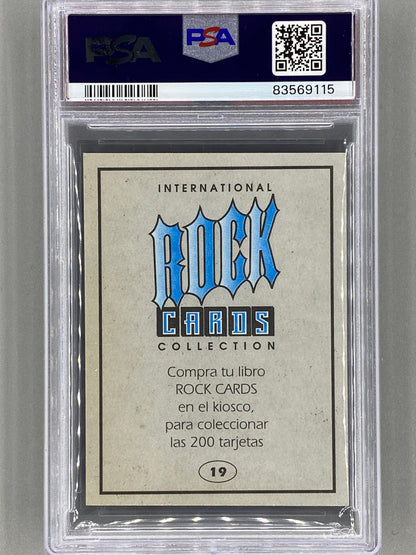 PSA PSA
83569115
INTERNATIONAL
ROCK
CARDS
COLLECTION
Compra tu libro
ROCK CARDS
en el kiosco,
para coleccionar
las 200 tarjetas
19